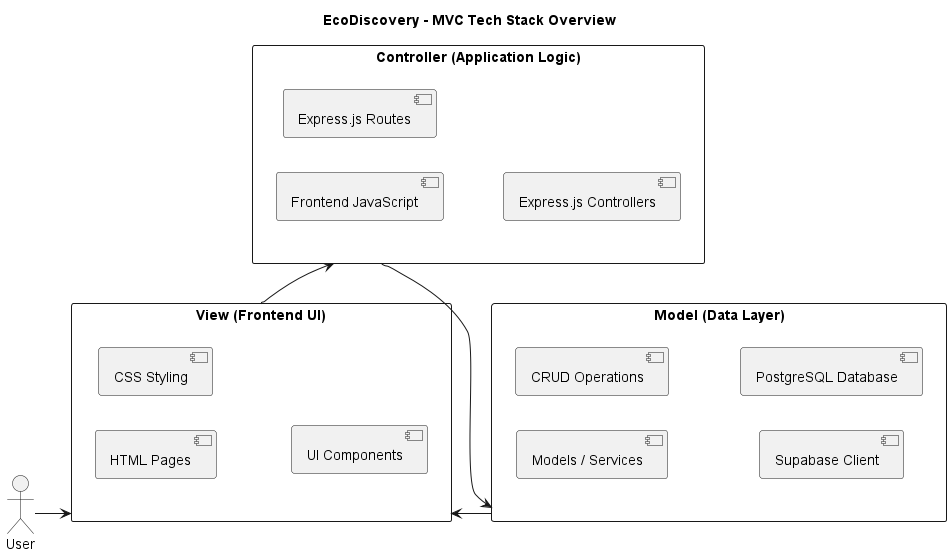 EcoDiscovery - MVC Tech Stack Overview
Controller (Application Logic)
Express.js Routes
Frontend JavaScript
Express.js Controllers
View (Frontend UI)
CSS Styling
HTML Pages
UI Components
Model (Data Layer)
CRUD Operations
PostgreSQL Database
Models / Services
Supabase Client
User